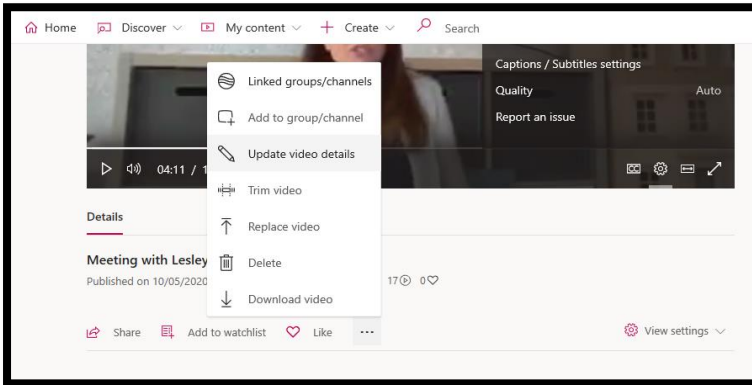 Home Discover My content Create Search
Captions / Subtitles settings
Quality Auto
Report an issue
Linked groups/channels
Add to group/channel
Update video details
Trim video
Replace video
Delete
Download video
04:11 / 1
CC
Details
Meeting with Lesley
Published on 10/05/2020
17 0
Share Add to watchlist Like ... View settings